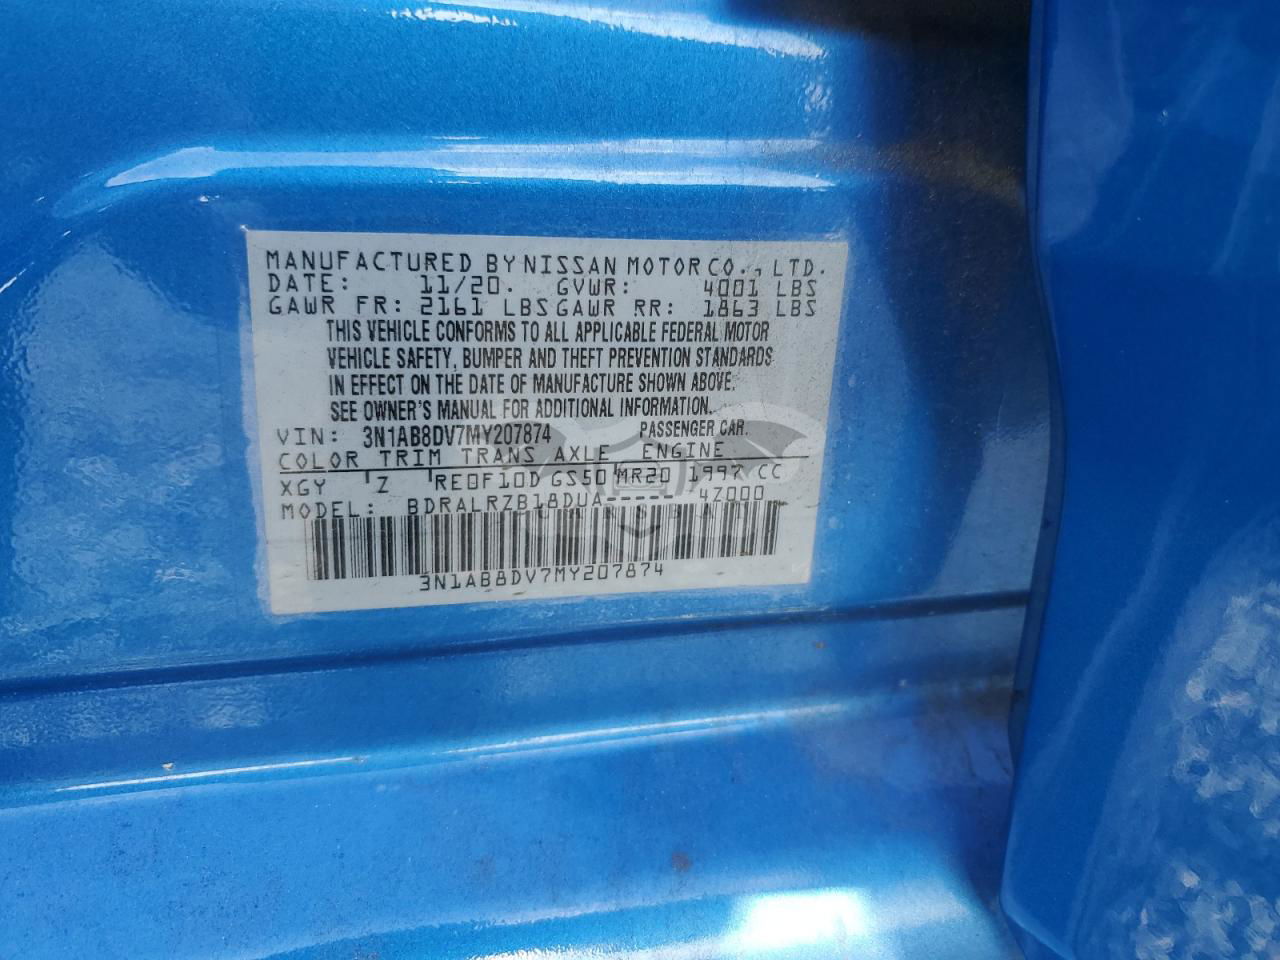 MANUFACTURED BY NISSAN MOTOR CO., LTD.
DATE: 11/20. GVWR: 4001 LBS
GAWR FR: 2161 LBS GAWR RR: 1863 LBS
THIS VEHICLE CONFORMS TO ALL APPLICABLE FEDERAL MOTOR
VEHICLE SAFETY, BUMPER AND THEFT PREVENTION STANDARDS
IN EFFECT ON THE DATE OF MANUFACTURE SHOWN ABOVE.
SEE OWNER'S MANUAL FOR ADDITIONAL INFORMATION.
VIN: 3N1AB8DV7MY207874 PASSENGER CAR.
COLOR TRIM TRANS AXLE ENGINE
XGY Z RE0F10D GS50 MR20 1997 CC
MODEL: BDRALRZB18DUA----- 4Z000
3N1AB8DV7MY207874